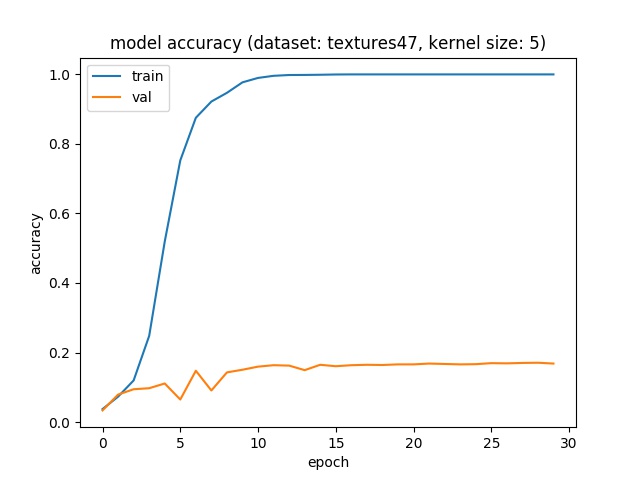 model accuracy (dataset: textures47, kernel size: 5)
train
val
1.0
0.8
0.6
0.4
0.2
0.0
accuracy
0 5 10 15 20 25 30
epoch